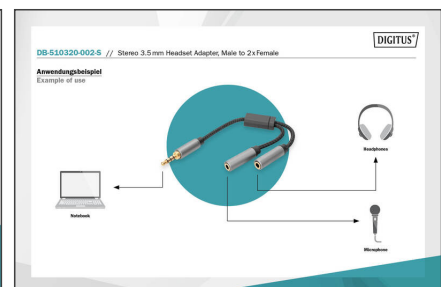 DIGITUS®
DB-510320-002-S // Stereo 3.5 mm Headset Adapter, Male to 2x Female
Anwendungsbeispiel
Example of use
Headphones
Notebook
Microphone